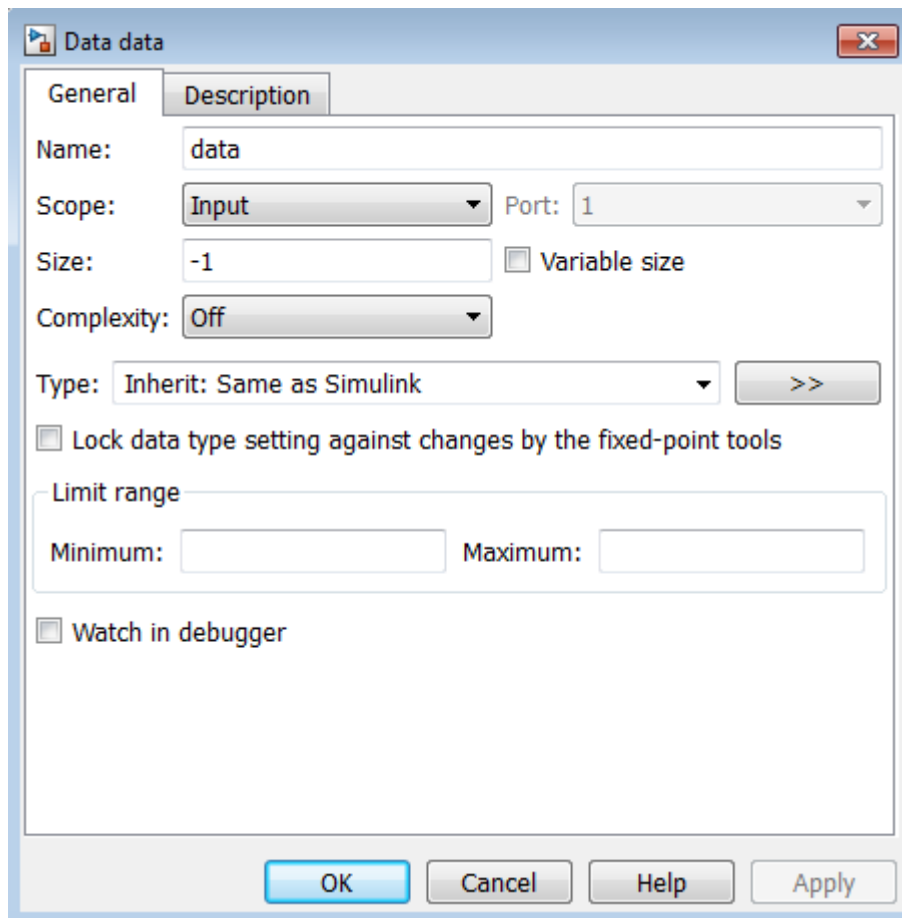 Data data
General Description
Name: data
Scope: Input Port: 1
Size: -1 Variable size
Complexity: Off
Type: Inherit: Same as Simulink >>
Lock data type setting against changes by the fixed-point tools
Limit range
Minimum: Maximum:
Watch in debugger
OK Cancel Help Apply